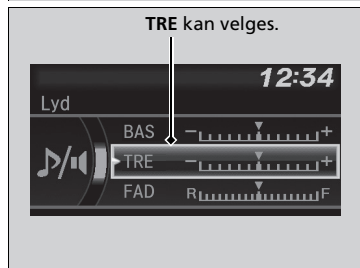 TRE kan velges.
12:34
Lyd
BAS − +
TRE − +
FAD R F